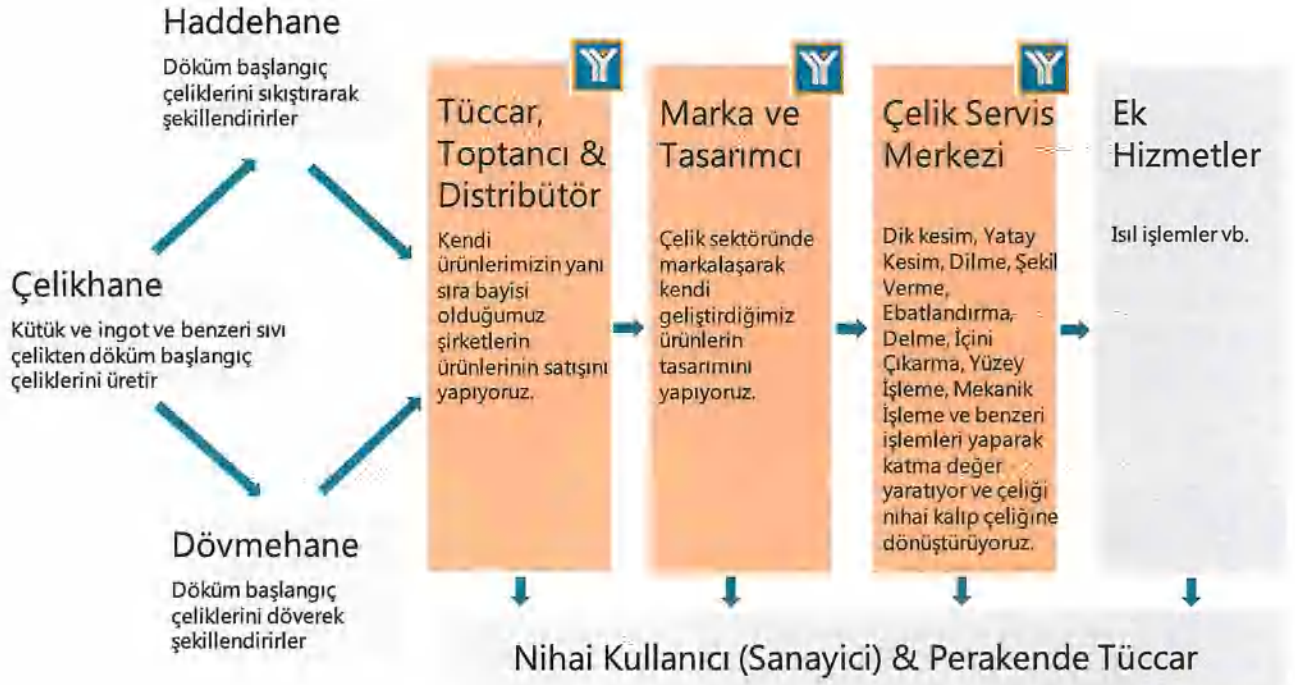 Haddehane
Döküm başlangıç
çeliklerini sıkıştırarak
şekillendirirler
Çelikhane
Kütük ve ingot ve benzeri sıvı
çelikten döküm başlangıç
çeliklerini üretir
Dövmehane
Döküm başlangıç
çeliklerini döverek
şekillendirirler
Tüccar,
Toptancı &
Distribütör
Kendi
ürünlerimizin yanı
sıra bayisi
olduğumuz
şirketlerin
ürünlerinin satışını
yapıyoruz.
Marka ve
Tasarımcı
Çelik sektöründe
markalaşarak
kendi
geliştirdiğimiz
ürünlerin
tasarımını
yapıyoruz.
Çelik Servis
Merkezi
Dik kesim, Yatay
Kesim, Dilme, Şekil
Verme,
Ebatlandırma,
Delme, İçini
Çıkarma, Yüzey
İşleme, Mekanik
İşleme ve benzeri
işlemleri yaparak
katma değer
yaratıyor ve çeliği
nihai kalıp çeliğine
dönüştürüyoruz.
Ek
Hizmetler
Isıl işlemler vb.
Nihai Kullanıcı (Sanayici) & Perakende Tüccar